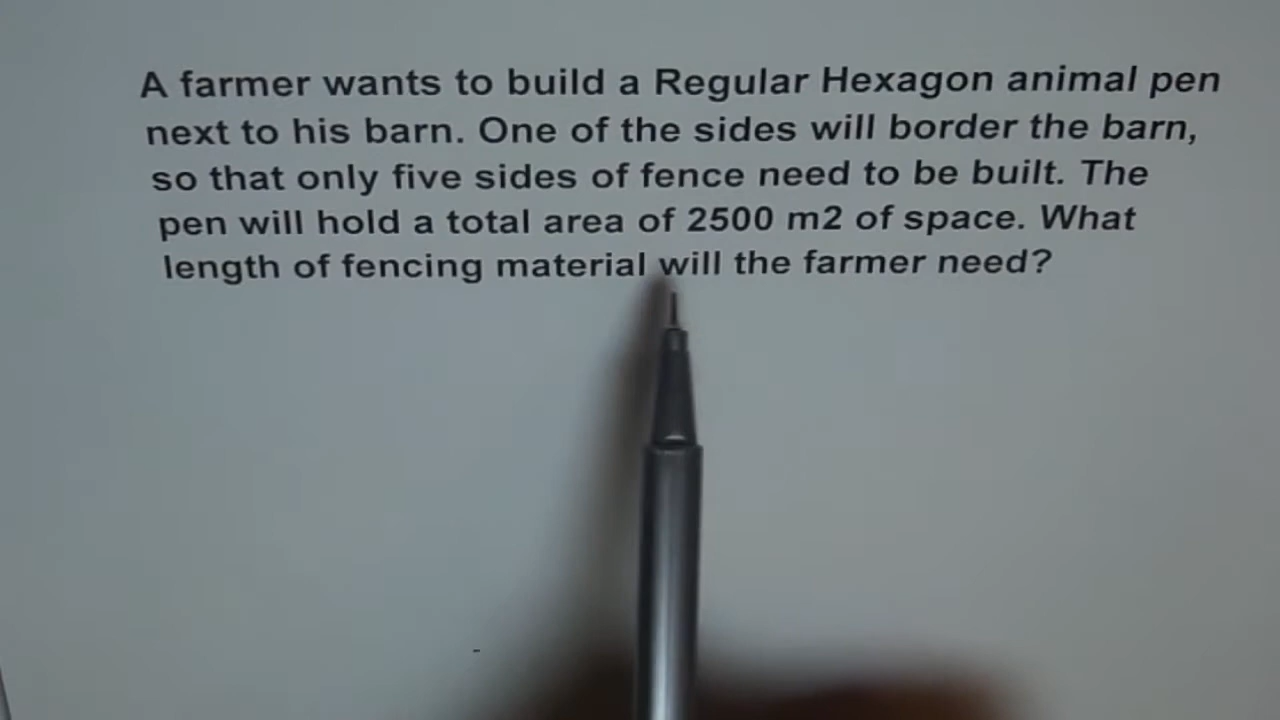 A farmer wants to build a Regular Hexagon animal pen
next to his barn. One of the sides will border the barn,
so that only five sides of fence need to be built. The
pen will hold a total area of 2500 m2 of space. What
length of fencing material will the farmer need?